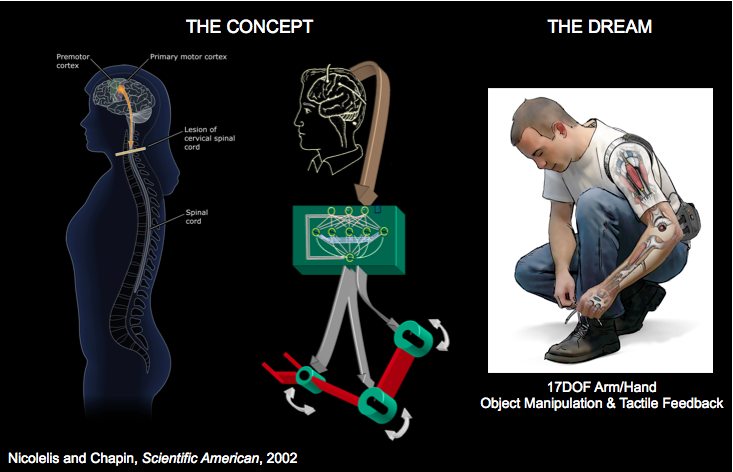 THE CONCEPT
THE DREAM
Premotor
cortex
Primary motor cortex
Lesion of
cervical spinal
cord
Spinal
cord
17DOF Arm/Hand
Object Manipulation & Tactile Feedback
Nicolelis and Chapin, Scientific American, 2002